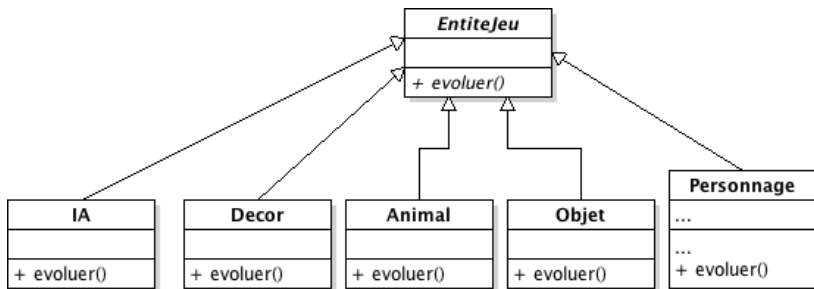 EntiteJeu
+ evoluer()
IA
+ evoluer()
Decor
+ evoluer()
Animal
+ evoluer()
Objet
+ evoluer()
Personnage
...
...
+ evoluer()